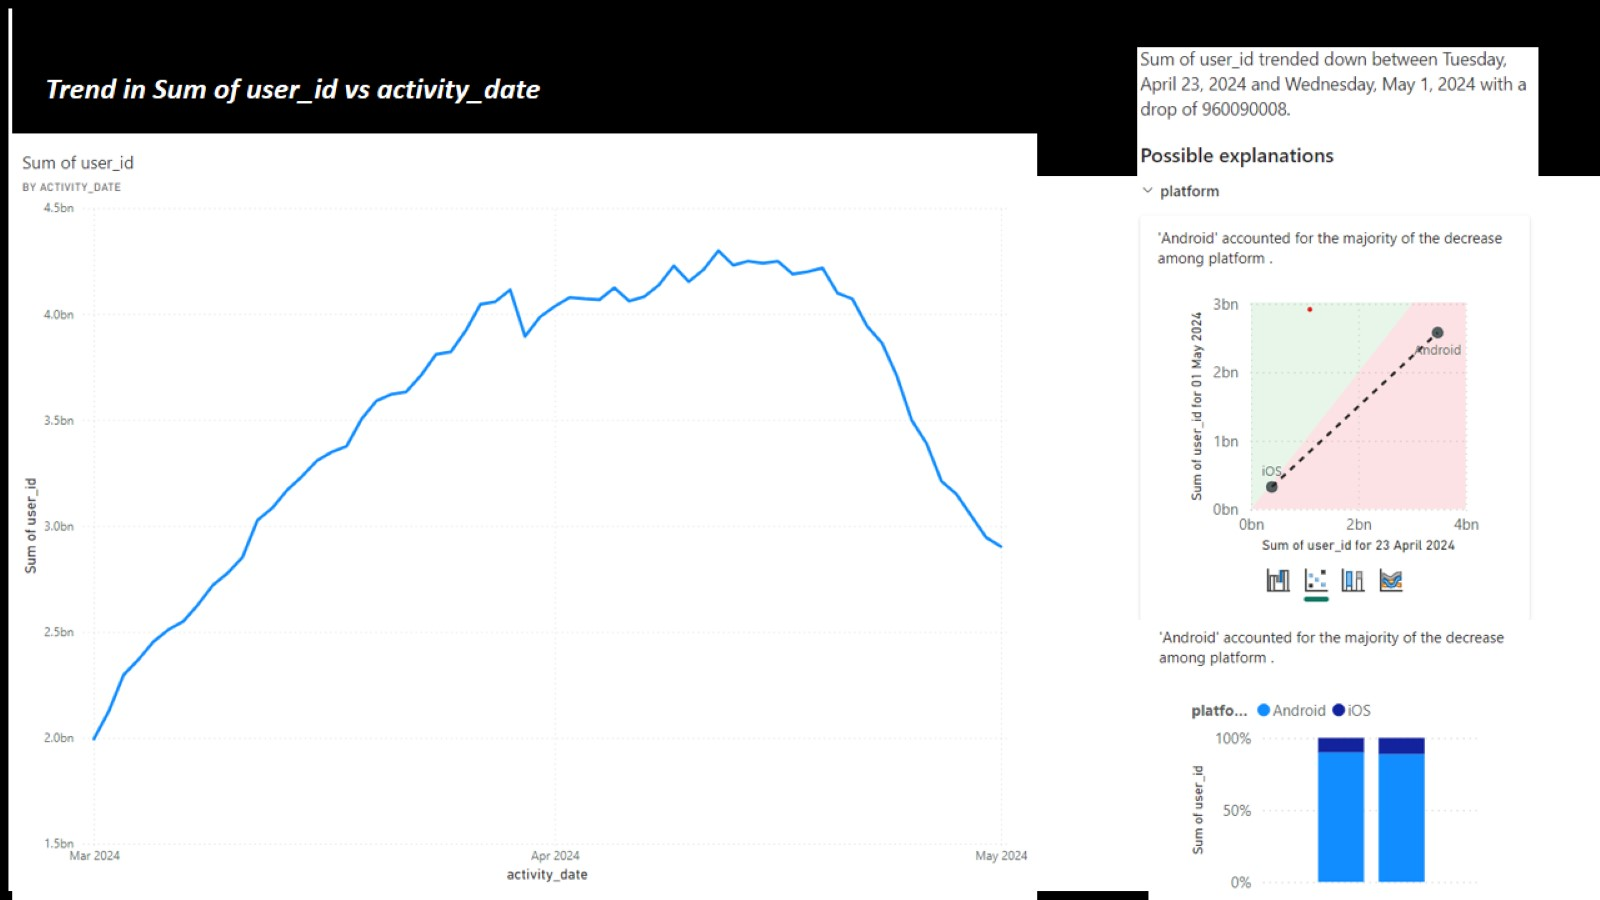 Trend in Sum of user_id vs activity_date
Sum of user_id
BY ACTIVITY_DATE
4.5bn
4.0bn
3.5bn
3.0bn
2.5bn
2.0bn
1.5bn
Sum of user_id
Mar 2024
Apr 2024
May 2024
activity_date
Sum of user_id trended down between Tuesday,
April 23, 2024 and Wednesday, May 1, 2024 with a
drop of 960090008.
Possible explanations
platform
'Android' accounted for the majority of the decrease
among platform .
3bn
2bn
1bn
0bn
Sum of user_id for 01 May 2024
Android
iOS
0bn
2bn
4bn
Sum of user_id for 23 April 2024
'Android' accounted for the majority of the decrease
among platform .
platfo... Android iOS
100%
50%
0%
Sum of user_id